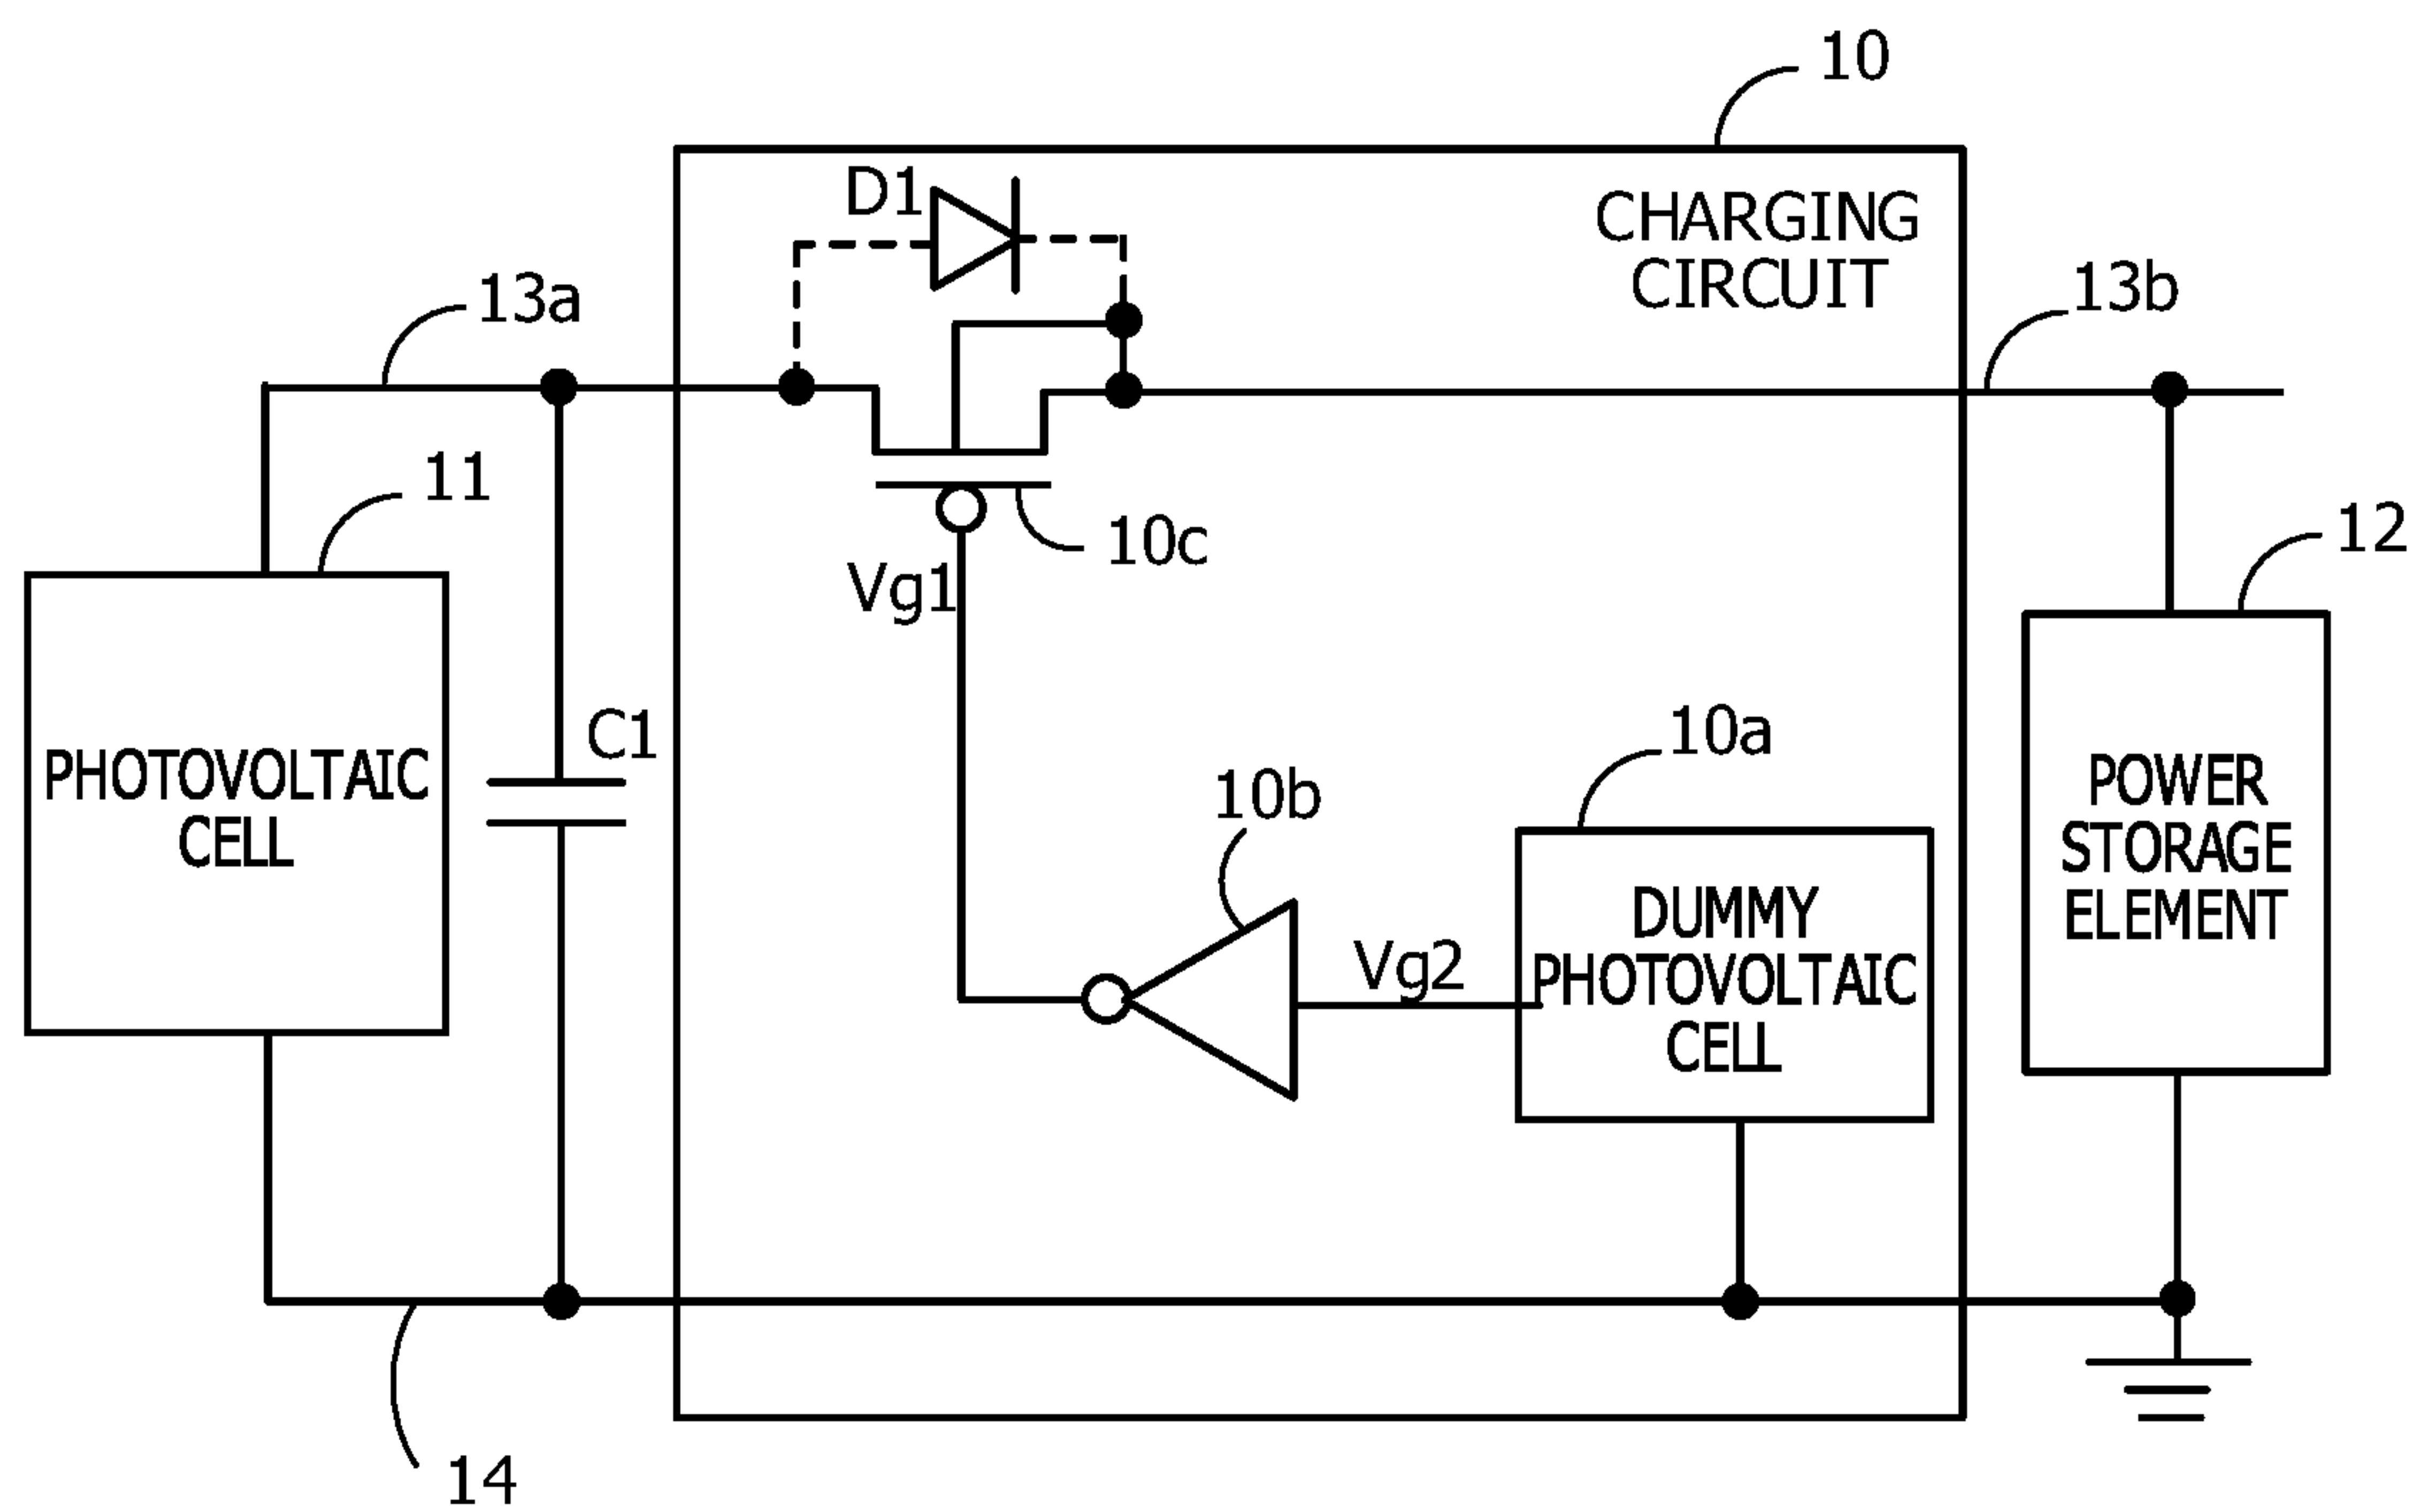 10
D1
CHARGING
CIRCUIT
13a
13b
11
10c
12
Vg1
C1
10a
PHOTOVOLTAIC
CELL
10b
POWER
STORAGE
ELEMENT
DUMMY
PHOTOVOLTAIC
CELL
Vg2
14